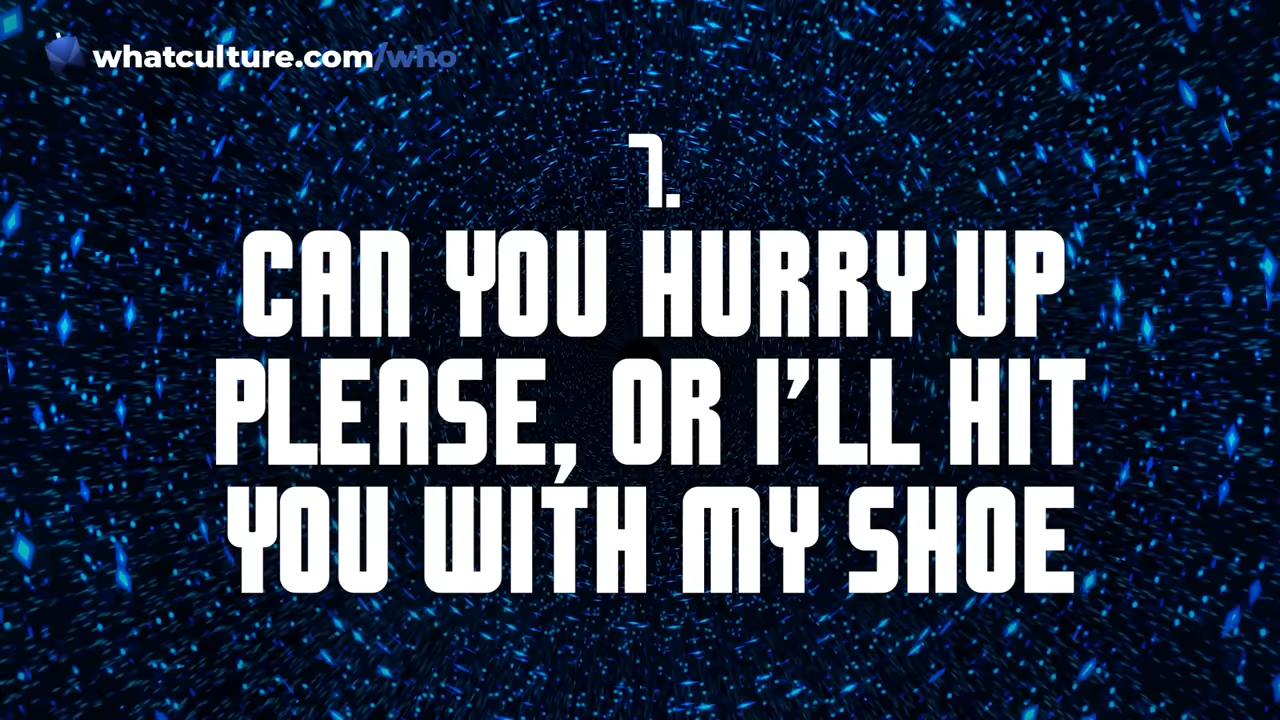 whatculture.com/who
7.
CAN YOU HURRY UP
PLEASE, OR I'LL HIT
YOU WITH MY SHOE